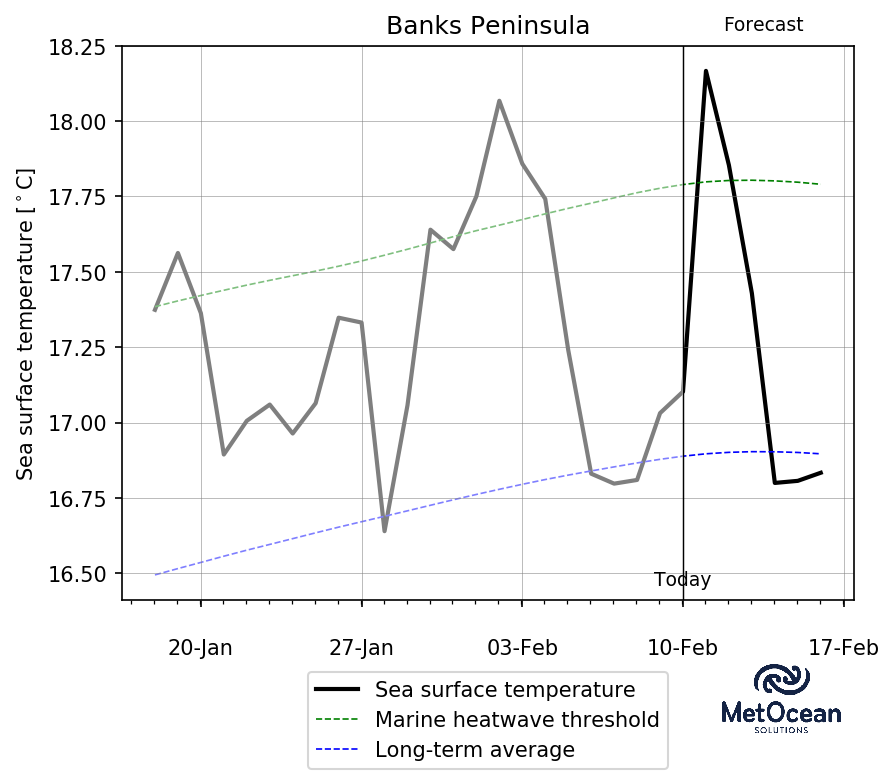 Banks Peninsula
Forecast
18.25
18.00
17.75
17.50
17.25
17.00
16.75
16.50
Sea surface temperature [°C]
Today
20-Jan 27-Jan 03-Feb 10-Feb 17-Feb
Sea surface temperature
Marine heatwave threshold
Long-term average
MetOcean
SOLUTIONS